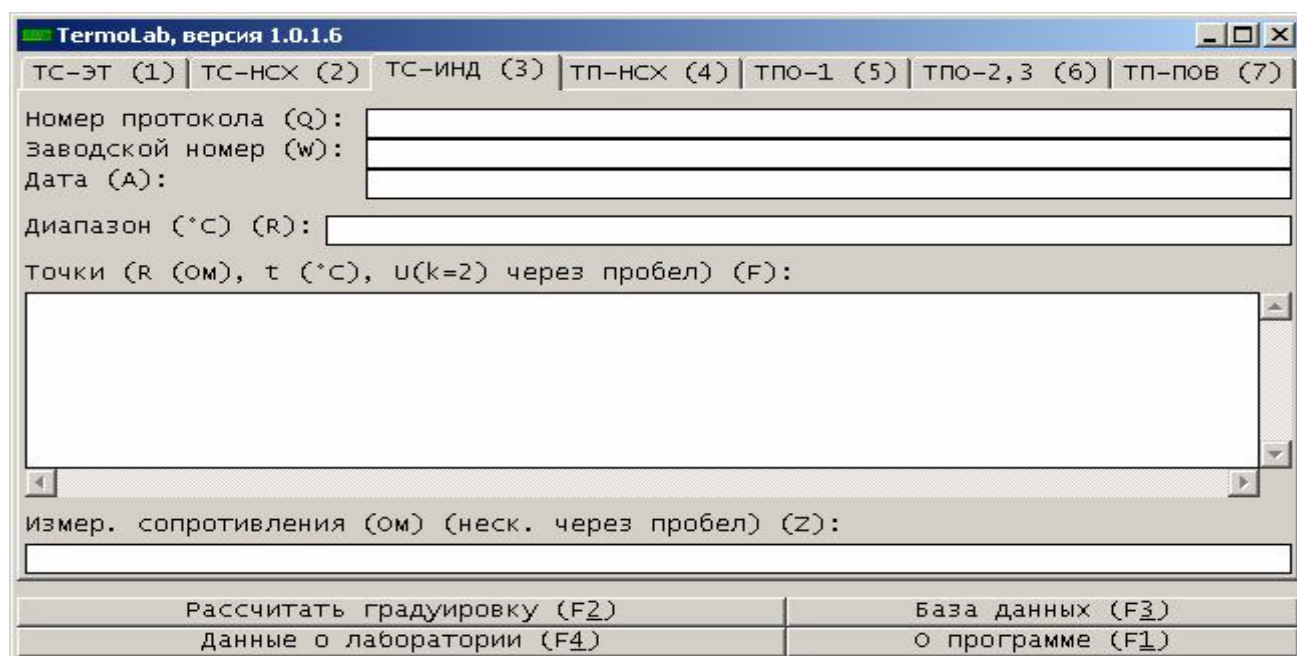 TermoLab, версия 1.0.1.6
ТС-ЭТ (1) ТС-НСХ (2) ТС-ИНД (3) ТП-НСХ (4) ТПО-1 (5) ТПО-2,3 (6) ТП-ПОВ (7)
Номер протокола (Q):
Заводской номер (W):
Дата (A):
Диапазон (°C) (R):
Точки (R (Ом), t (°C), U(k=2) через пробел) (F):
Измер. сопротивления (Ом) (неск. через пробел) (Z):
Рассчитать градуировку (F2) База данных (F3)
Данные о лаборатории (F4) О программе (F1)